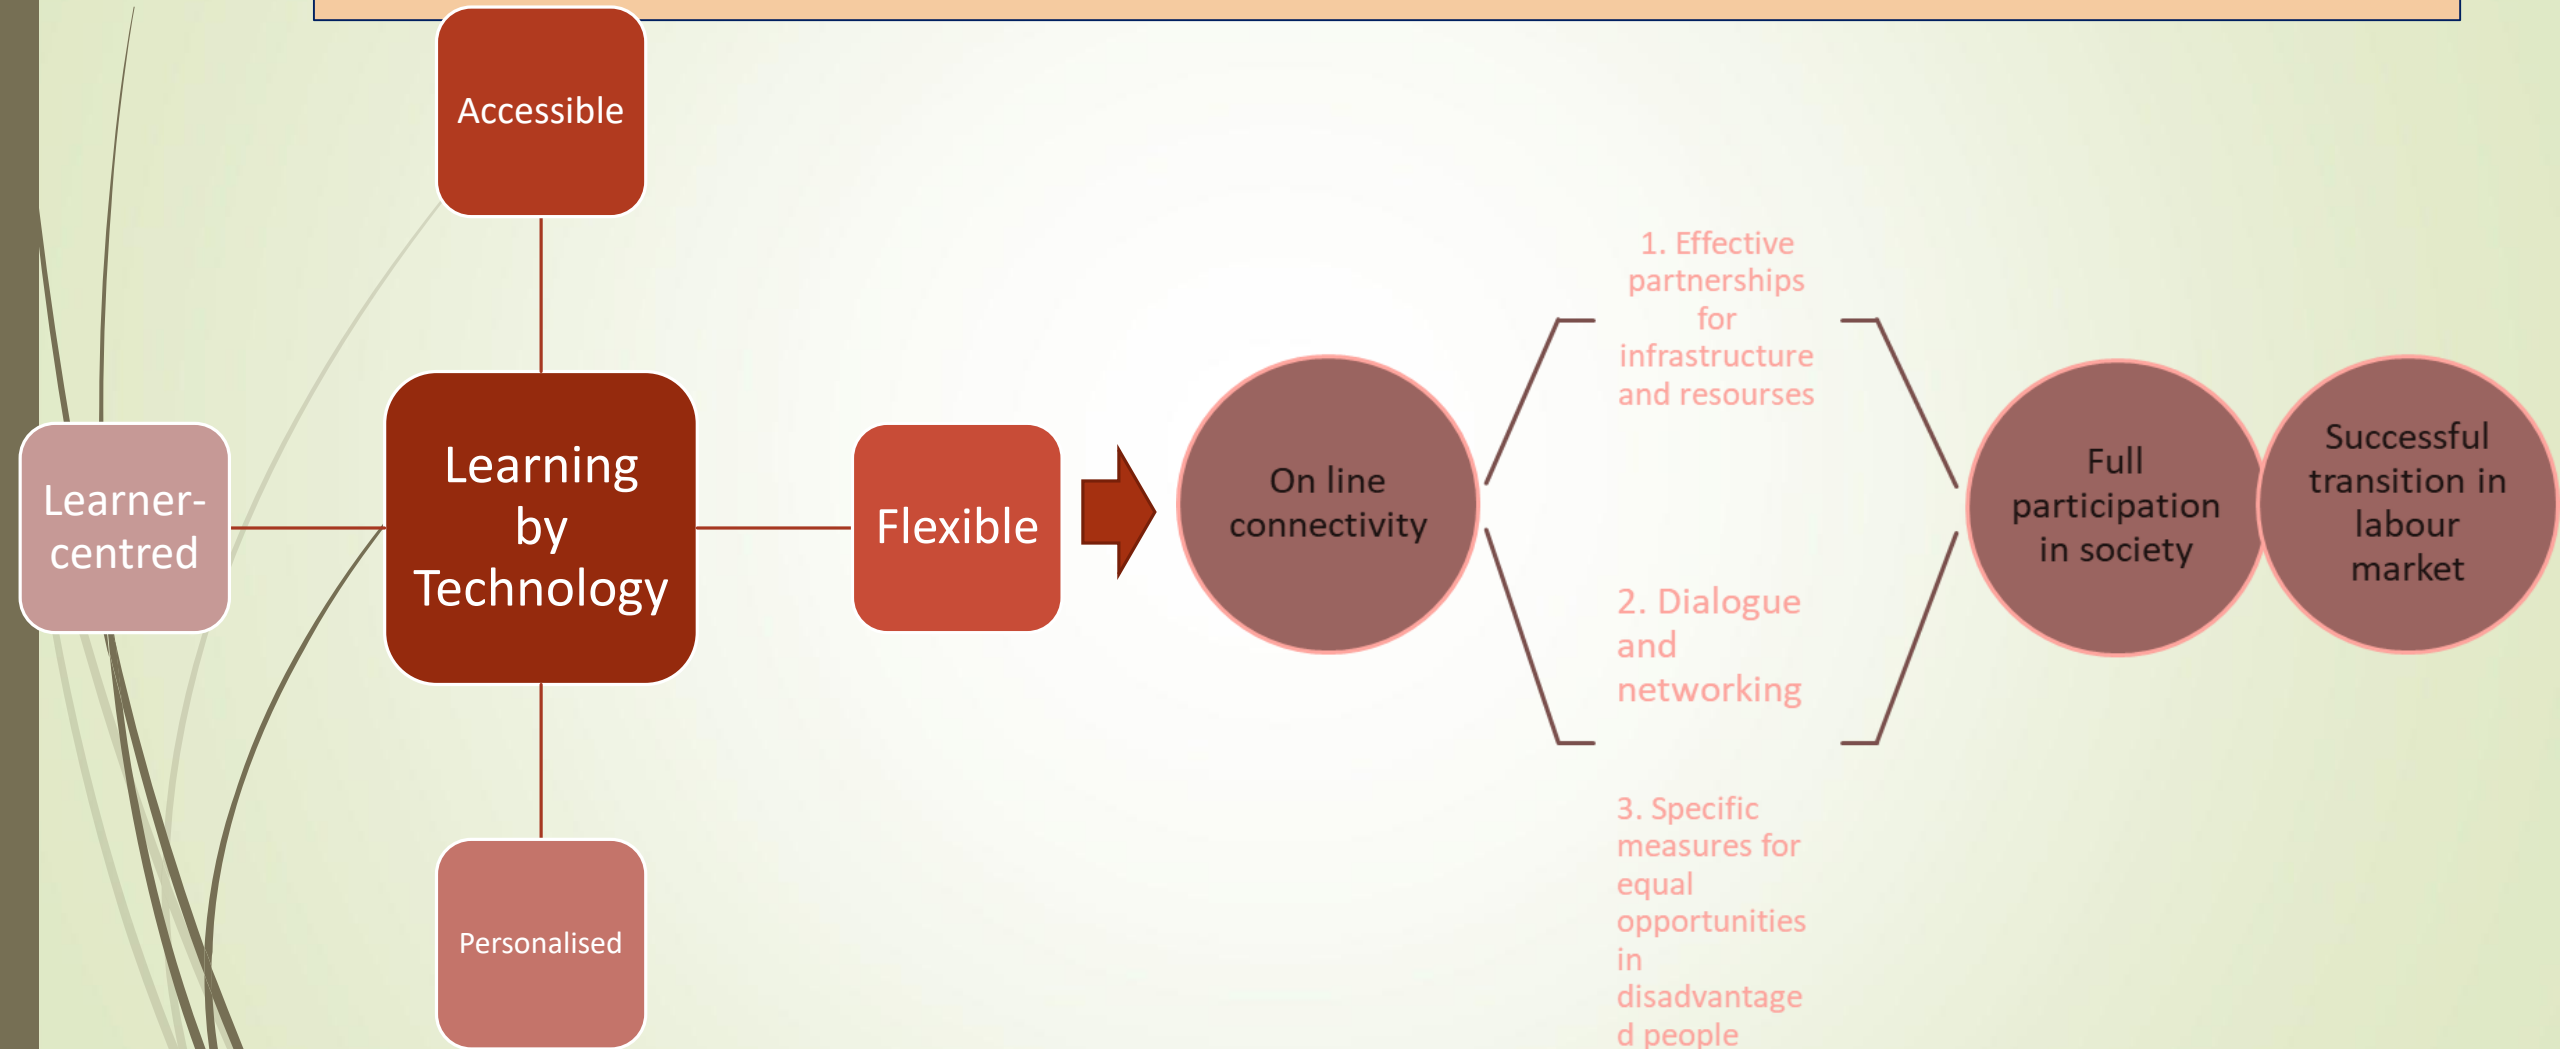 Accessible
Learner-
centred
Learning
by
Technology
Flexible
Personalised
On line
connectivity
1. Effective
partnerships
for
infrastructure
and resourses
2. Dialogue
and
networking
3. Specific
measures for
equal
opportunities
in
disadvantage
d people
Full
participation
in society
Successful
transition in
labour
market